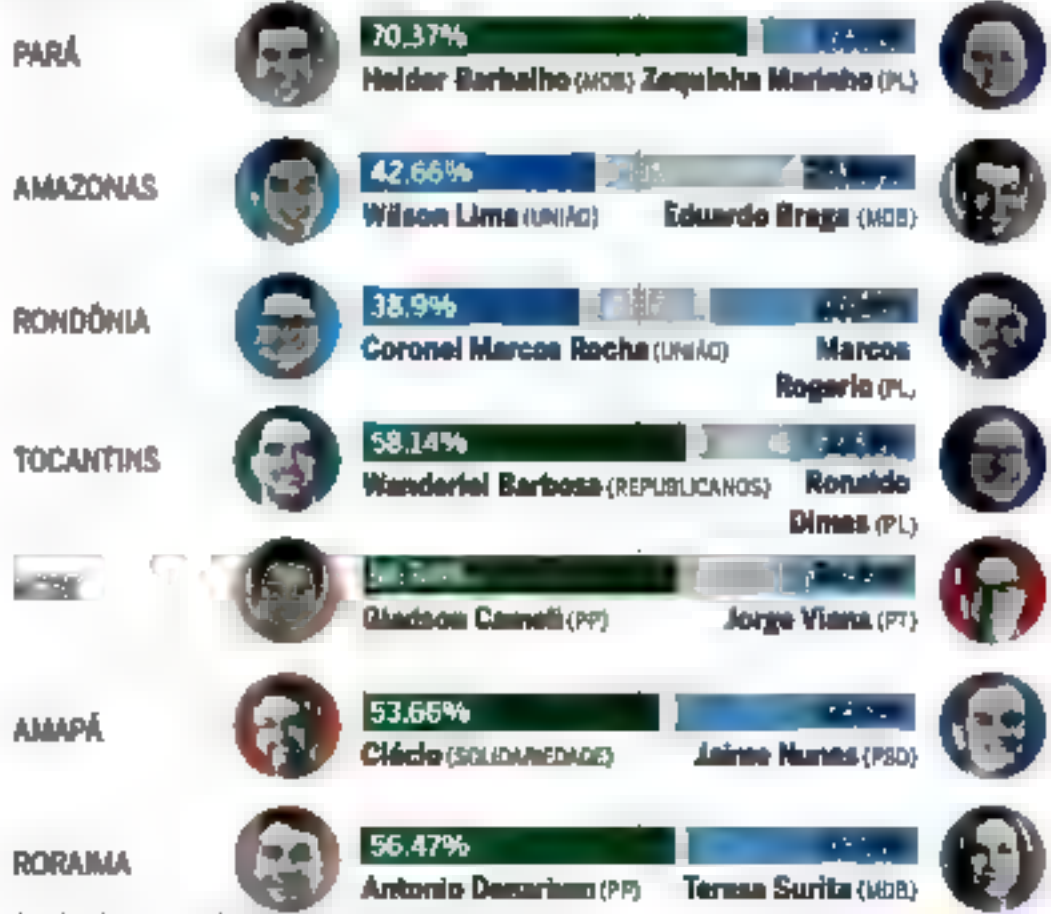 PARÁ
70.37%
Helder Barbalho (MDB) Zequinha Marinho (PL)
AMAZONAS
42.66%
Wilson Lima (UNIÃO) Eduardo Braga (MDB)
RONDÔNIA
38.9%
Coronel Marcos Rocha (UNIÃO) Marcos
Rogerio (PL)
TOCANTINS
58.14%
Wanderlei Barbosa (REPUBLICANOS) Ronaldo
Dimas (PL)
Gladson Cameli (PP) Jorge Viana (PT)
AMAPÁ
53.66%
Clécio (SOLIDARIEDADE) Jaime Nunes (PSD)
RORAIMA
56.47%
Antonio Denarium (PP) Teresa Surita (MDB)